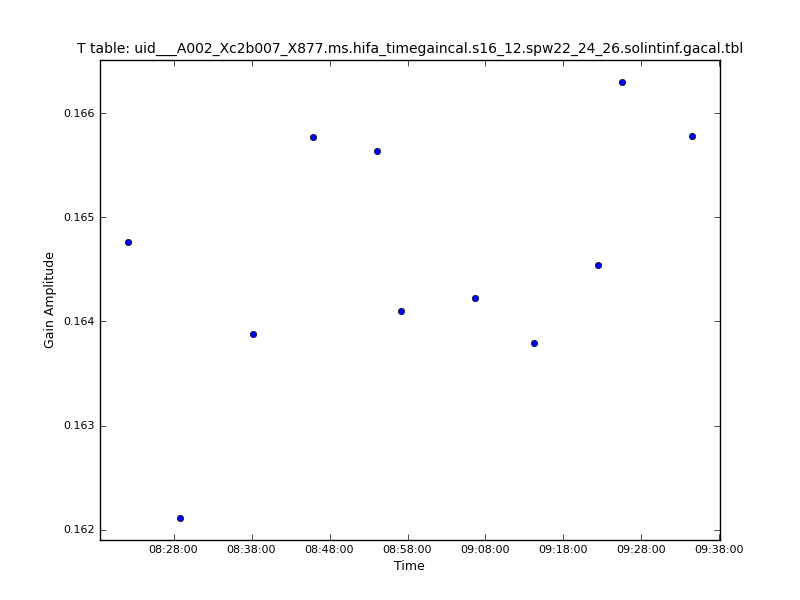 T table: uid___A002_Xc2b007_X877.ms.hifa_timegaincal.s16_12.spw22_24_26.solintinf.gacal.tbl
0.166
0.165
0.164
0.163
0.162
Gain Amplitude
08:28:00 08:38:00 08:48:00 08:58:00 09:08:00 09:18:00 09:28:00 09:38:00
Time